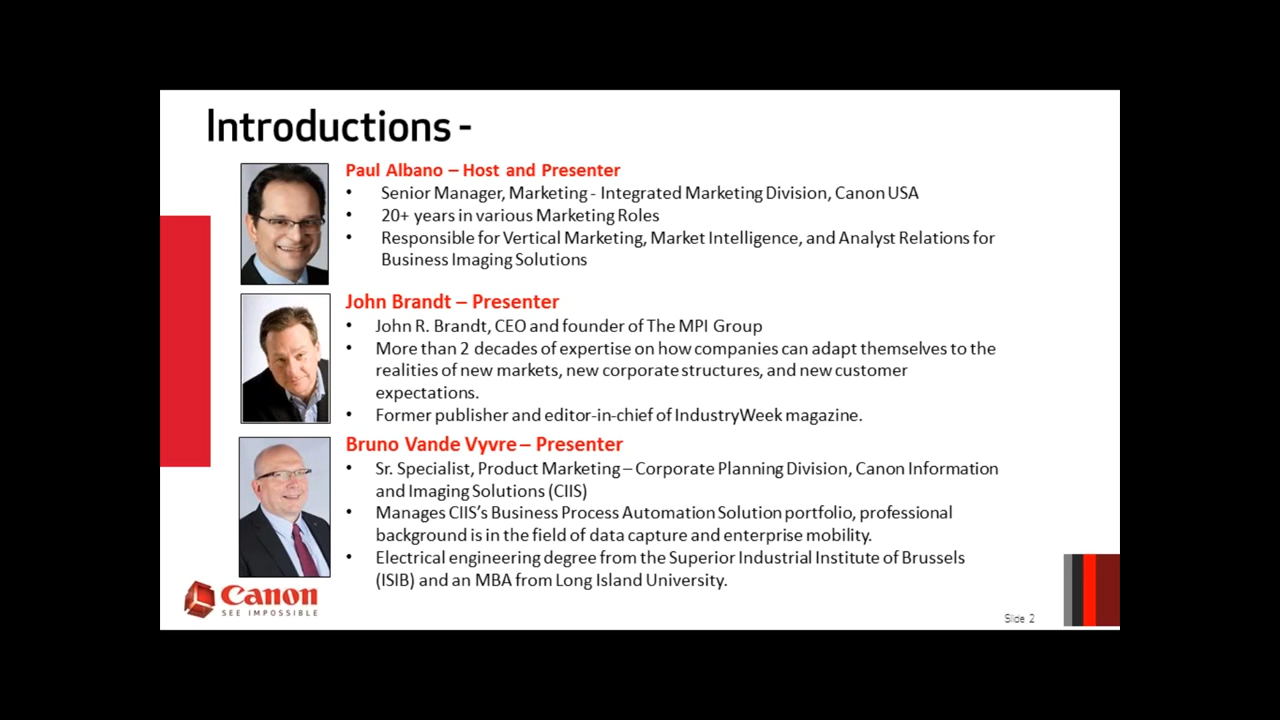 Introductions -
Paul Albano – Host and Presenter
• Senior Manager, Marketing - Integrated Marketing Division, Canon USA
• 20+ years in various Marketing Roles
• Responsible for Vertical Marketing, Market Intelligence, and Analyst Relations for
Business Imaging Solutions
John Brandt – Presenter
• John R. Brandt, CEO and founder of The MPI Group
• More than 2 decades of expertise on how companies can adapt themselves to the
realities of new markets, new corporate structures, and new customer
expectations.
• Former publisher and editor-in-chief of IndustryWeek magazine.
Bruno Vande Vyvre – Presenter
• Sr. Specialist, Product Marketing – Corporate Planning Division, Canon Information
and Imaging Solutions (CIIS)
• Manages CIIS’s Business Process Automation Solution portfolio, professional
background is in the field of data capture and enterprise mobility.
• Electrical engineering degree from the Superior Industrial Institute of Brussels
(ISIB) and an MBA from Long Island University.
Canon
SEE IMPOSSIBLE
Slide 2